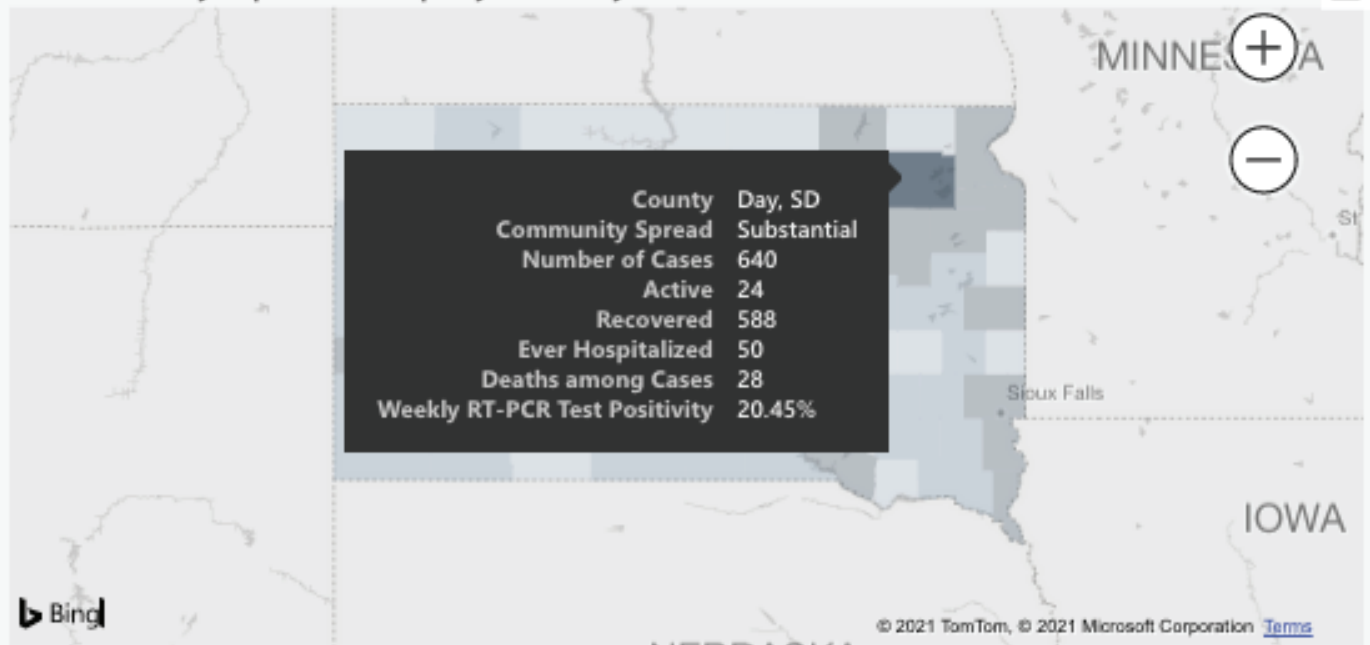 MINNES A
+
−
County Day, SD
Community Spread Substantial
Number of Cases 640
Active 24
Recovered 588
Ever Hospitalized 50
Deaths among Cases 28
Weekly RT-PCR Test Positivity 20.45%
St
Sioux Falls
IOWA
Bing
© 2021 TomTom, © 2021 Microsoft Corporation Terms